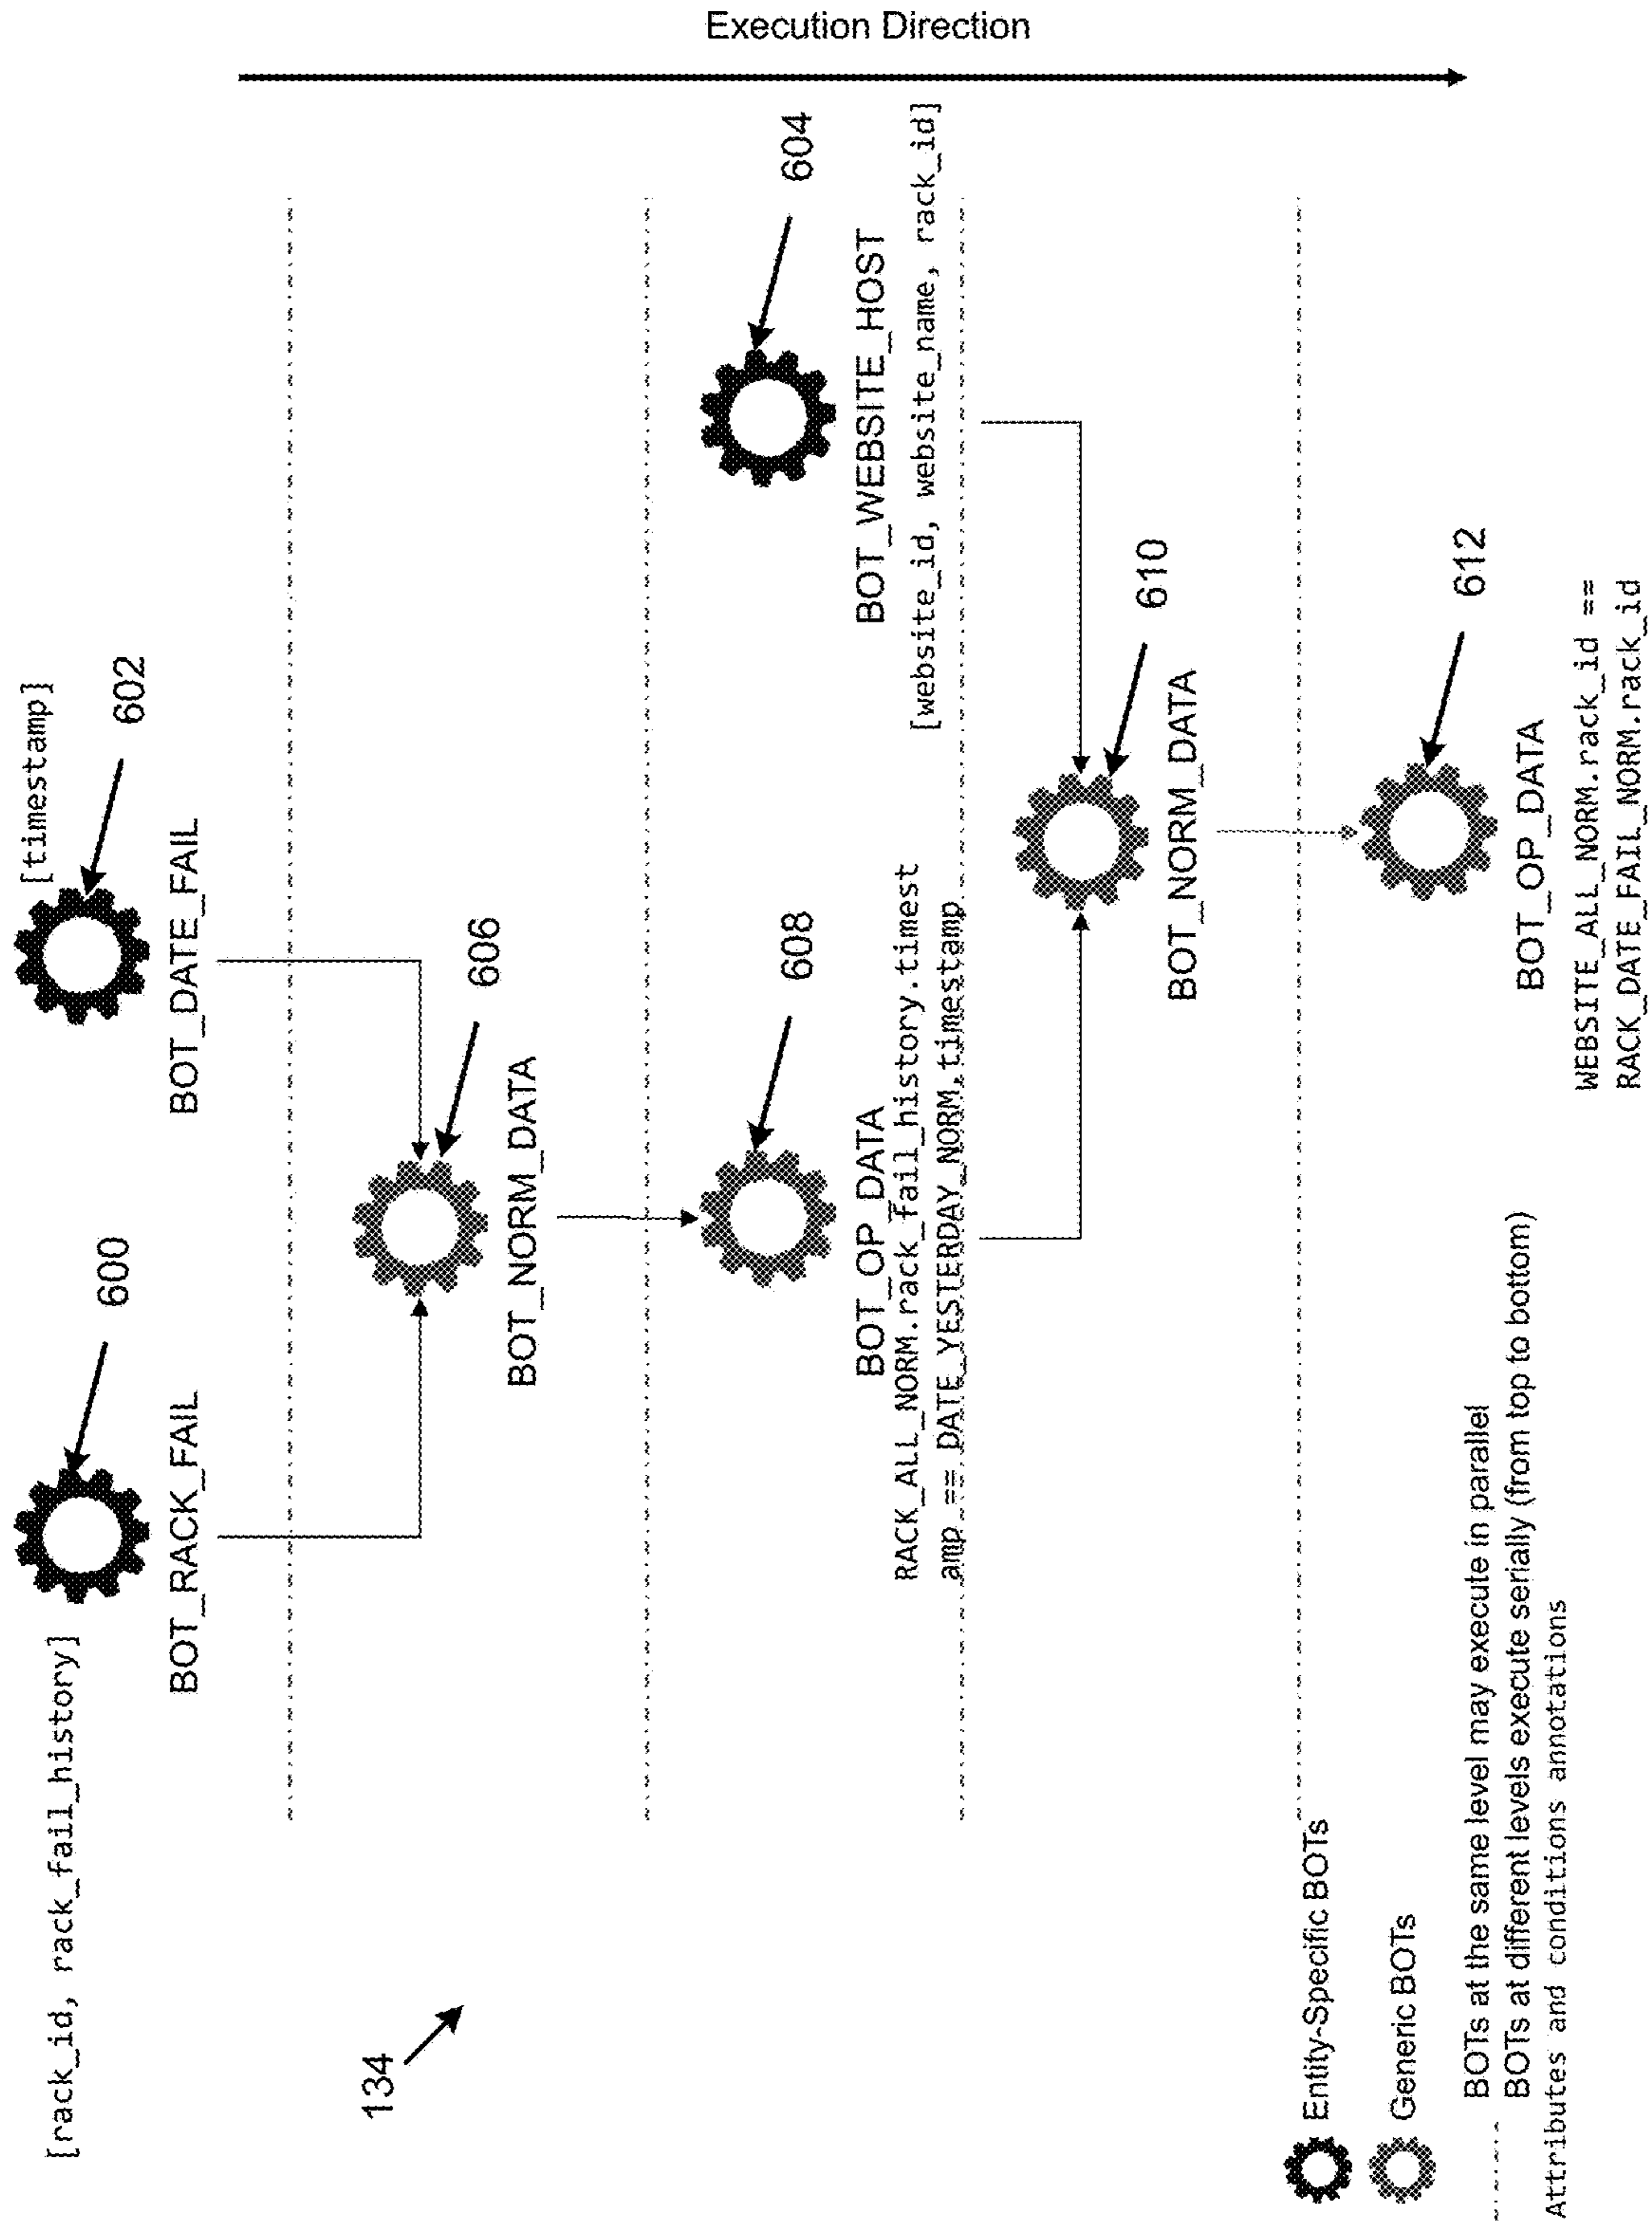 Execution Direction
[rack_id, rack_fail_history]
600
BOT_RACK_FAIL
[timestamp]
602
BOT_DATE_FAIL
134
606
BOT_NORM_DATA
608
BOT_OP_DATA
RACK_ALL_NORM.rack_fail_history.timest
amp == DATE_YESTERDAY_NORM.timestamp
604
BOT_WEBSITE_HOST
[website_id, website_name, rack_id]
610
BOT_NORM_DATA
612
BOT_OP_DATA
WEBSITE_ALL_NORM.rack_id ==
RACK_DATE_FAIL_NORM.rack_id
Entity-Specific BOTs
Generic BOTs
BOTs at the same level may execute in parallel
BOTs at different levels execute serially (from top to bottom)
Attributes and conditions annotations